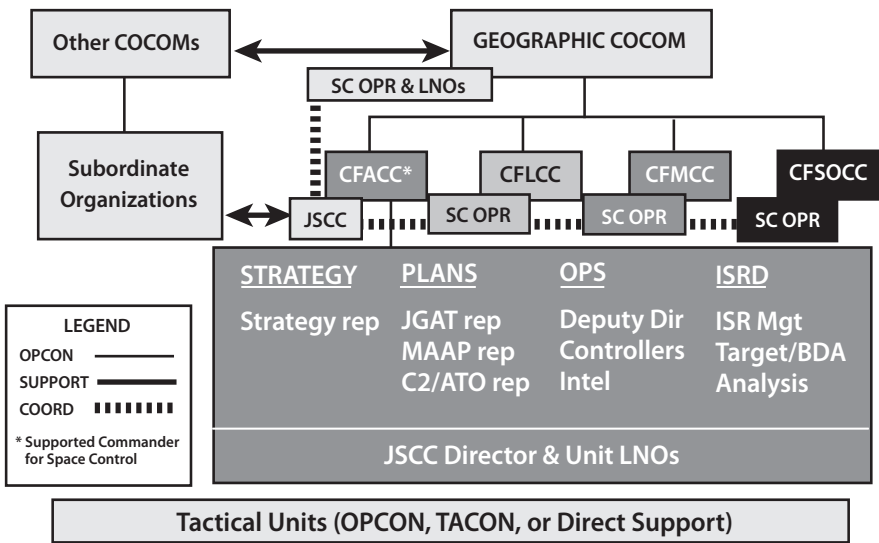 Other COCOMs
GEOGRAPHIC COCOM
SC OPR & LNOs
Subordinate
Organizations
CFACC*
CFLCC
CFMCC
CFSOCC
JSCC
SC OPR
SC OPR
SC OPR
STRATEGY
Strategy rep
PLANS
JGAT rep
MAAP rep
C2/ATO rep
OPS
Deputy Dir
Controllers
Intel
ISRD
ISR Mgt
Target/BDA
Analysis
JSCC Director & Unit LNOs
LEGEND
OPCON
SUPPORT
COORD
* Supported Commander
for Space Control
Tactical Units (OPCON, TACON, or Direct Support)